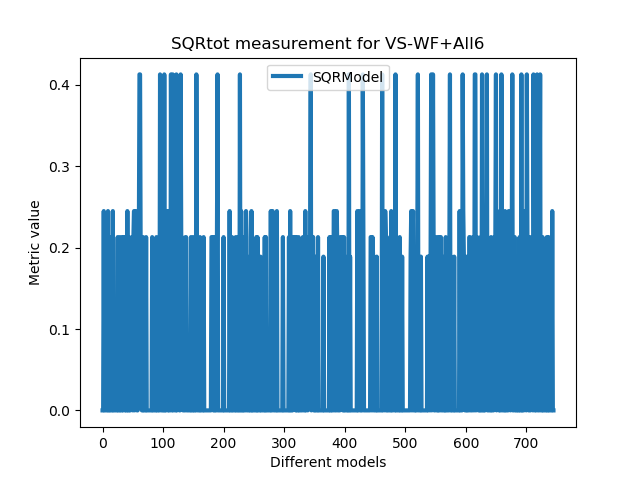 SQRtot measurement for VS-WF+All6
SQRModel
Metric value
0.4
0.3
0.2
0.1
0.0
0 100 200 300 400 500 600 700
Different models